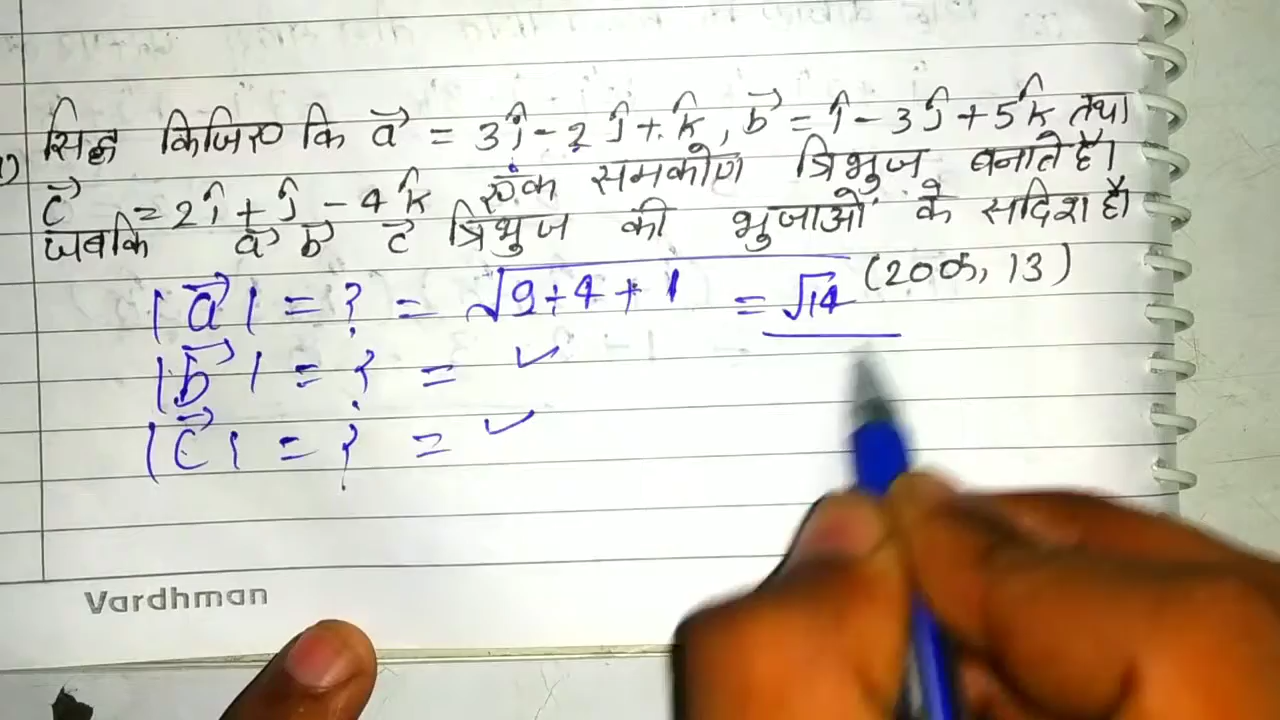 1) सिद्ध किजिए कि a⃗ = 3î - 2ĵ + k̂, b⃗ = î - 3ĵ + 5k̂ तथा
c⃗ = 2î + ĵ - 4k̂ एक समकोण त्रिभुज बनाते हैं।
जबकि a⃗ b⃗ c⃗ त्रिभुज की भुजाओं के सदिश हैं।
(2006, 13)
|a⃗| = ? = √9+4+1 = √14
|b⃗| = ? = ✓
|c⃗| = ? = ✓
Vardhman